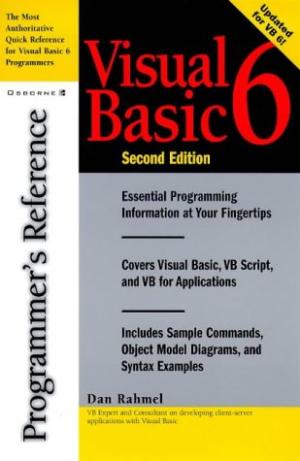 The Most
Authoritative
Quick Reference
for Visual Basic 6
Programmers
OSBORNE
Programmer's Reference
Updated
for VB 6!
Visual
Basic 6
Second Edition
Essential Programming
Information at Your Fingertips
Covers Visual Basic, VB Script,
and VB for Applications
Includes Sample Commands,
Object Model Diagrams, and
Syntax Examples
Dan Rahmel
VB Expert and Consultant on developing client-server
applications with Visual Basic